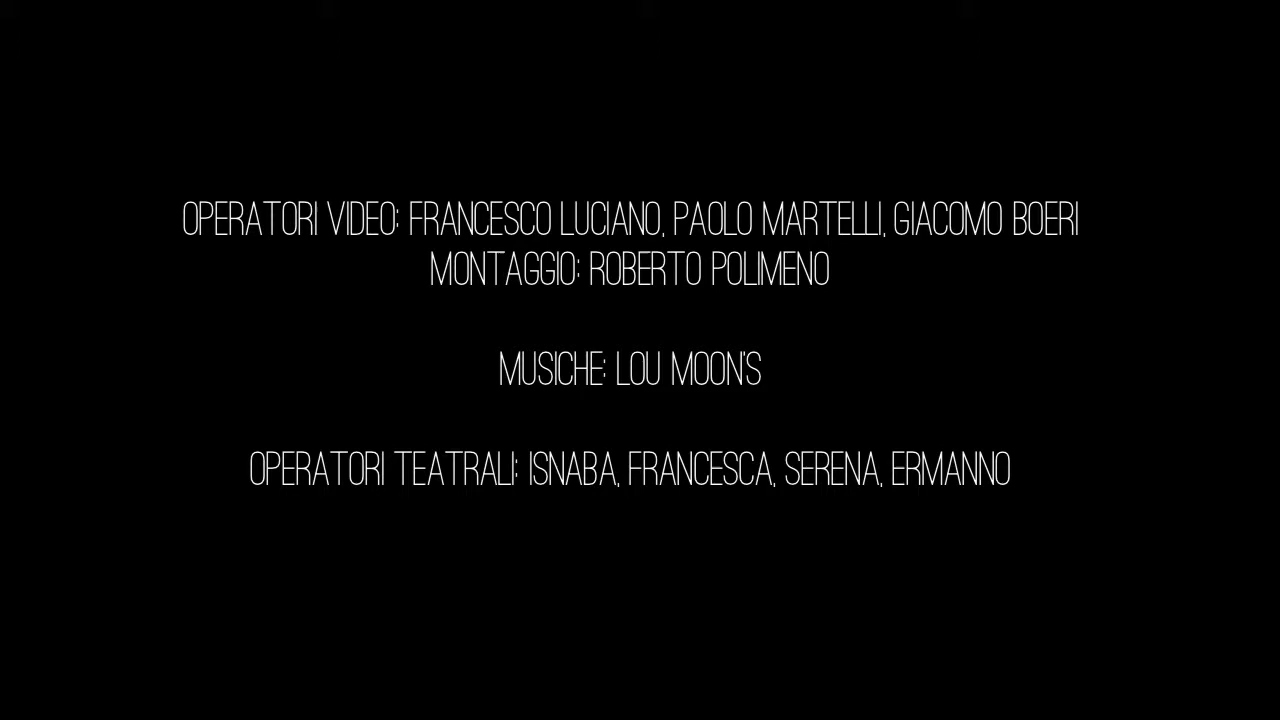 OPERATORI VIDEO: FRANCESCO LUCIANO, PAOLO MARTELLI, GIACOMO BOERI
MONTAGGIO: ROBERTO POLIMENO
MUSICHE: LOU MOON'S
OPERATORI TEATRALI: ISNABA, FRANCESCA, SERENA, ERMANNO